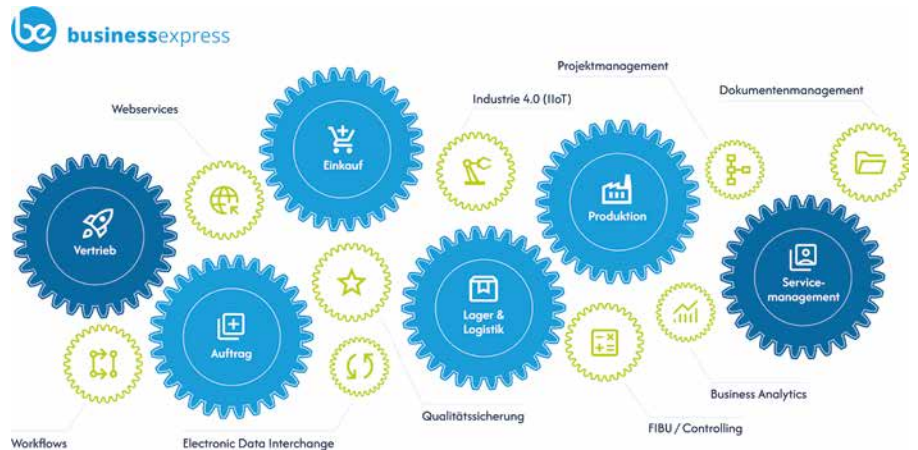 be businessexpress
Projektmanagement
Dokumentenmanagement
Webservices
Industrie 4.0 (IIoT)
Einkauf
Vertrieb
Produktion
Auftrag
Lager &
Logistik
Service-
management
Business Analytics
Qualitätssicherung
FIBU / Controlling
Workflows
Electronic Data Interchange